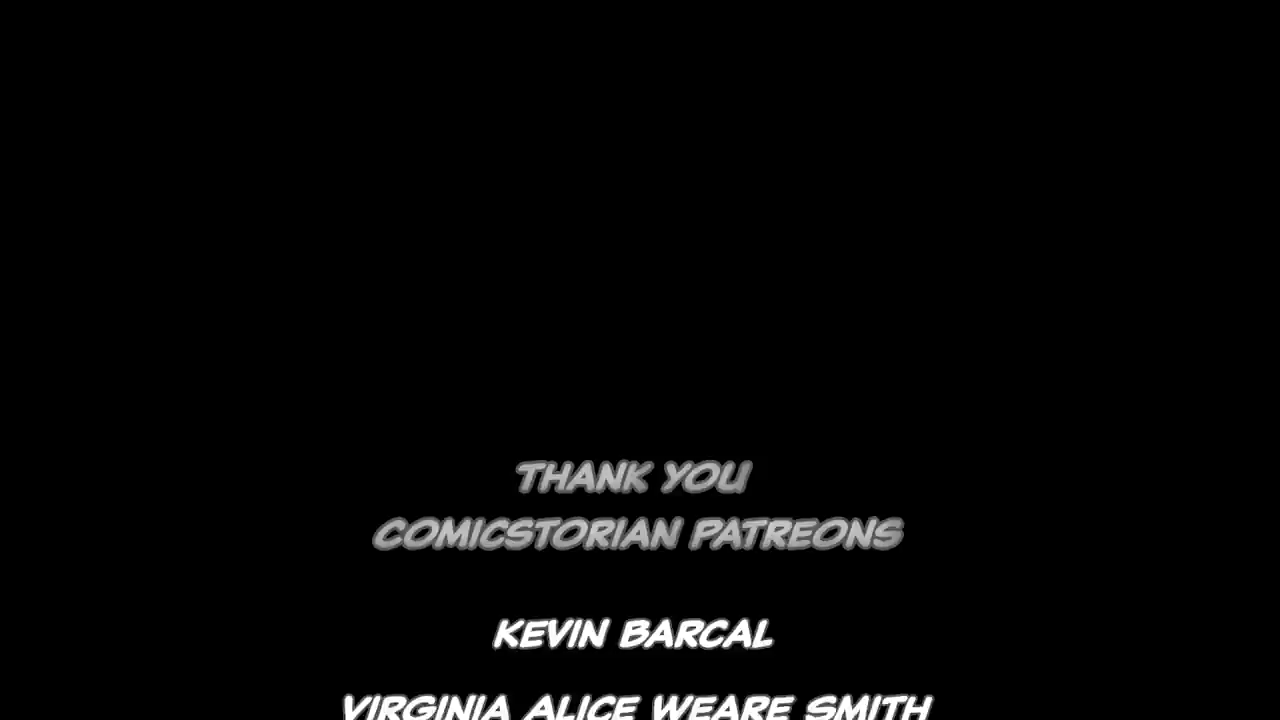 THANK YOU
COMICSTORIAN PATREONS
KEVIN BARCAL
VIRGINIA ALICE WEARE SMITH